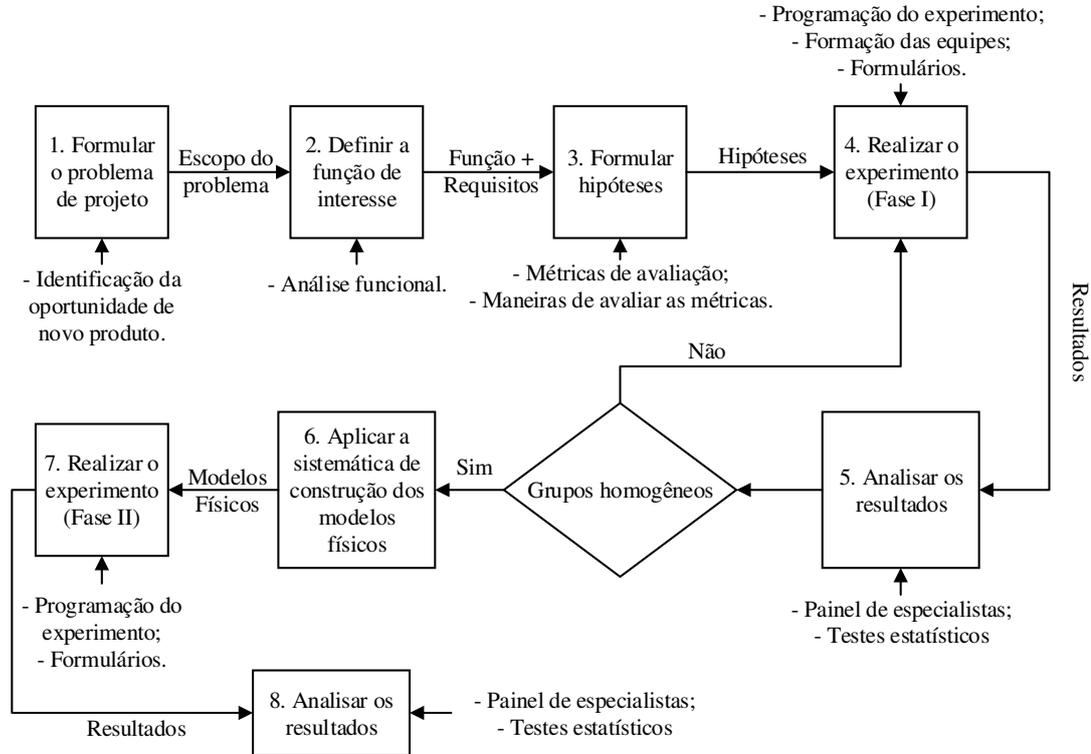 - Programação do experimento;
- Formação das equipes;
- Formulários.
1. Formular
o problema
de projeto
Escopo do
problema
2. Definir a
função de
interesse
Função +
Requisitos
3. Formular
hipóteses
Hipóteses
4. Realizar o
experimento
(Fase I)
- Identificação da
oportunidade de
novo produto.
- Análise funcional.
- Métricas de avaliação;
- Maneiras de avaliar as métricas.
Resultados
Não
5. Analisar os
resultados
Grupos homogêneos
Sim
6. Aplicar a
sistemática de
construção dos
modelos
físicos
Modelos
Físicos
7. Realizar o
experimento
(Fase II)
- Painel de especialistas;
- Testes estatísticos
- Programação do
experimento;
- Formulários.
Resultados
8. Analisar os
resultados
- Painel de especialistas;
- Testes estatísticos